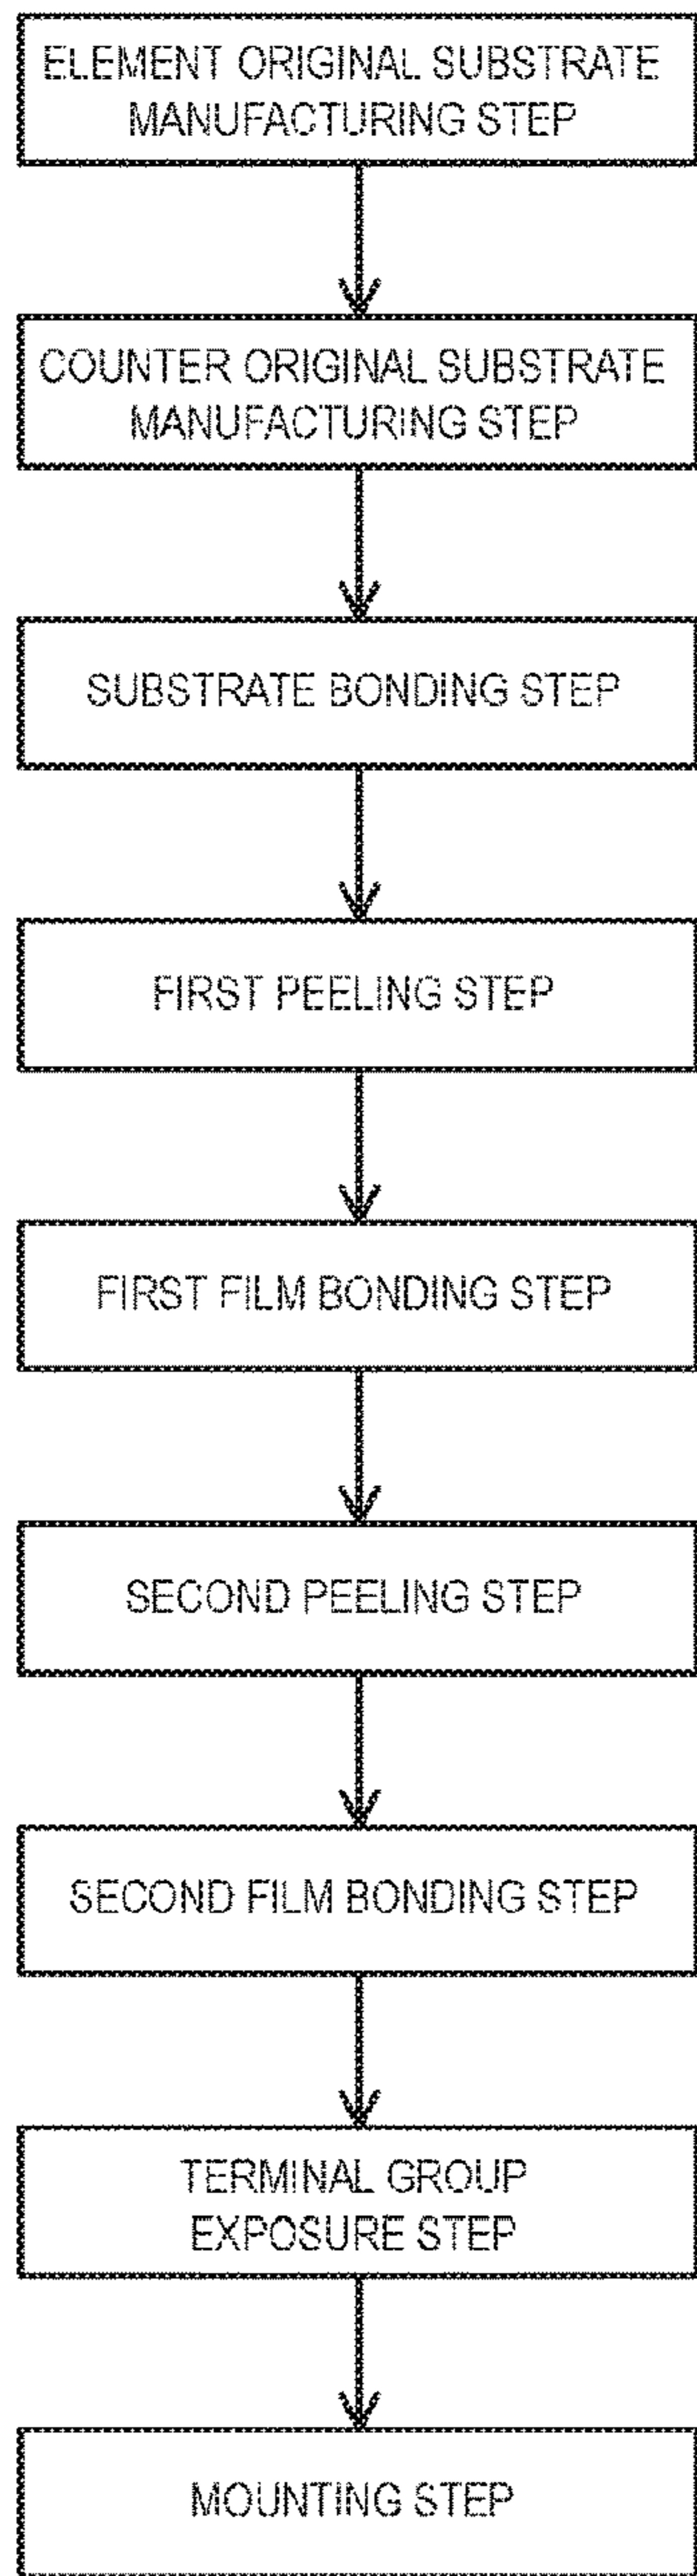 ELEMENT ORIGINAL SUBSTRATE
MANUFACTURING STEP
COUNTER ORIGINAL SUBSTRATE
MANUFACTURING STEP
SUBSTRATE BONDING STEP
FIRST PEELING STEP
FIRST FILM BONDING STEP
SECOND PEELING STEP
SECOND FILM BONDING STEP
TERMINAL GROUP
EXPOSURE STEP
MOUNTING STEP